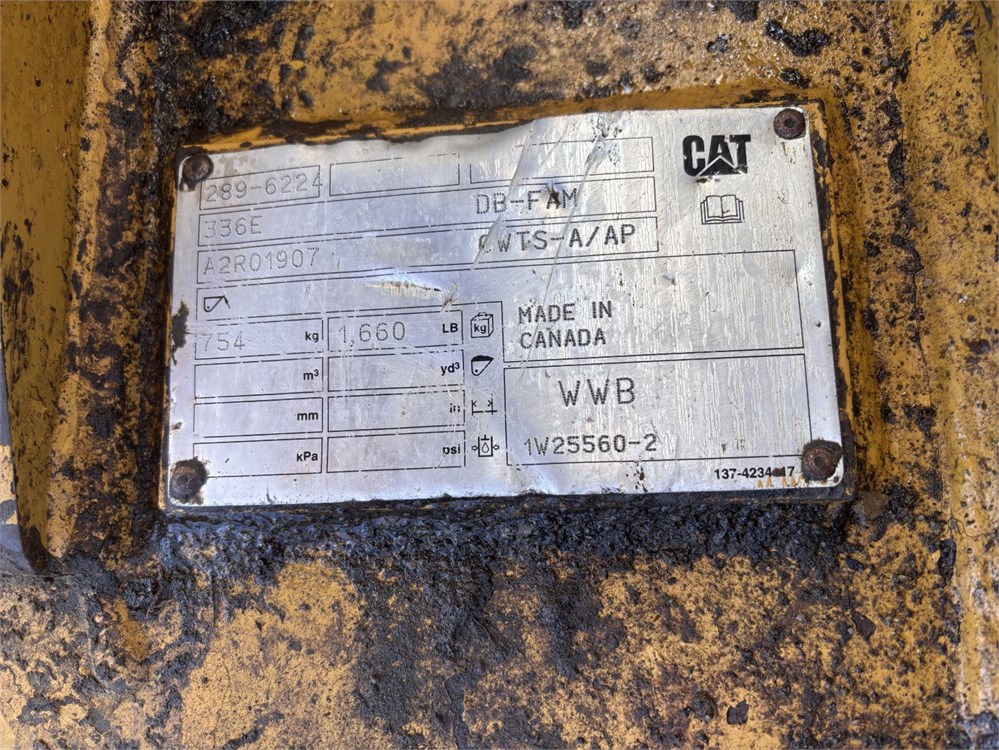 CAT
289-6224
336E DB-FAM
A2R01907 CWTS-A/AP
MADE IN
CANADA
754 kg 1,660 LB kg
m³ yd³
mm in
kPa psi
WWB
1W25560-2
137-4234